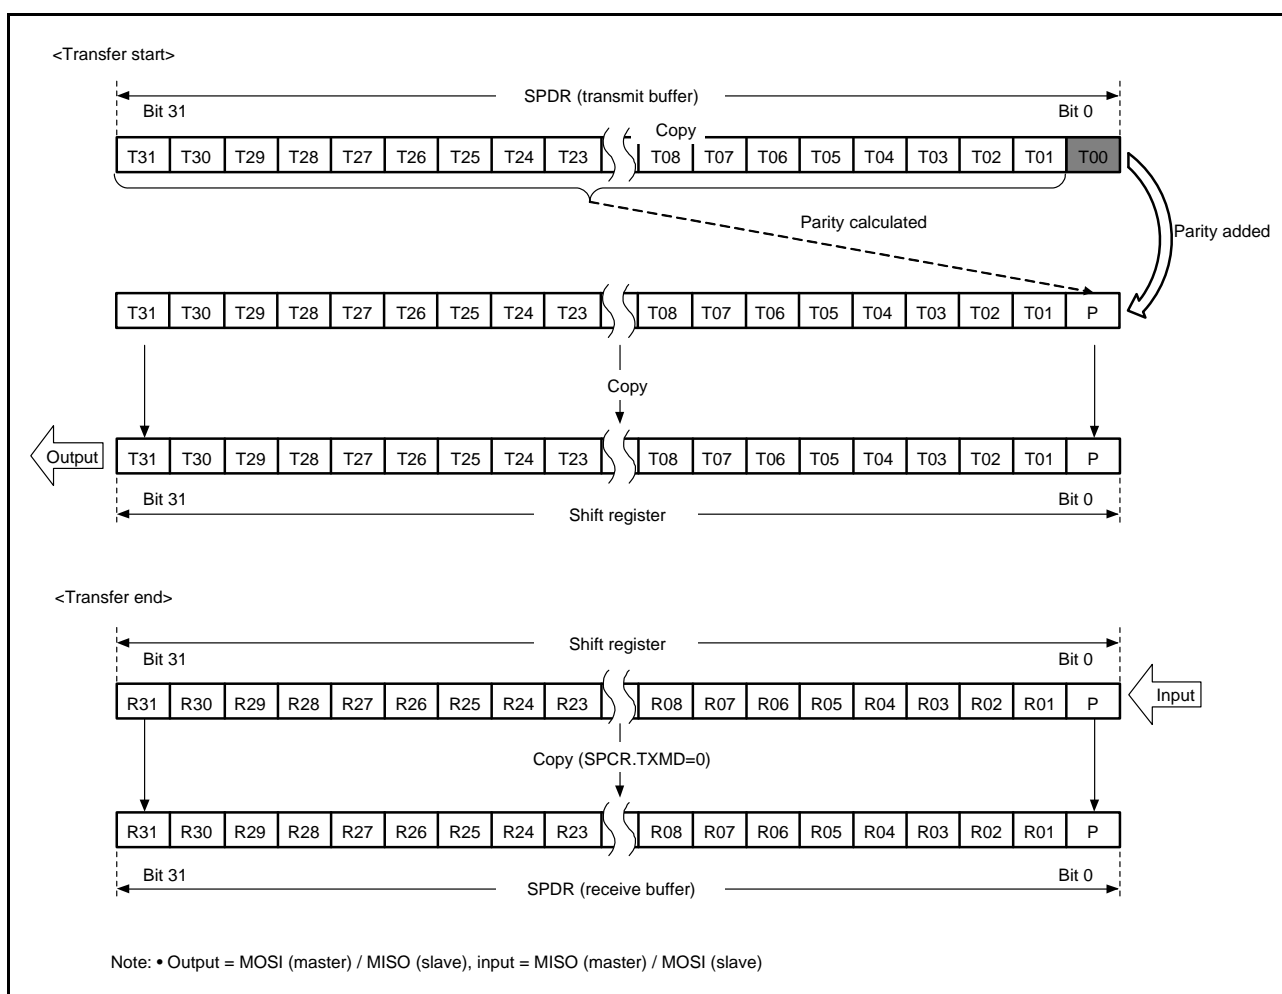 <Transfer start>
SPDR (transmit buffer)
Bit 31 Bit 0
Copy
T31 T30 T29 T28 T27 T26 T25 T24 T23 T08 T07 T06 T05 T04 T03 T02 T01 T00
Parity calculated
Parity added
T31 T30 T29 T28 T27 T26 T25 T24 T23 T08 T07 T06 T05 T04 T03 T02 T01 P
Copy
Output
T31 T30 T29 T28 T27 T26 T25 T24 T23 T08 T07 T06 T05 T04 T03 T02 T01 P
Bit 31 Bit 0
Shift register
<Transfer end>
Shift register
Bit 31 Bit 0
R31 R30 R29 R28 R27 R26 R25 R24 R23 R08 R07 R06 R05 R04 R03 R02 R01 P
Input
Copy (SPCR.TXMD=0)
R31 R30 R29 R28 R27 R26 R25 R24 R23 R08 R07 R06 R05 R04 R03 R02 R01 P
Bit 31 Bit 0
SPDR (receive buffer)
Note: • Output = MOSI (master) / MISO (slave), input = MISO (master) / MOSI (slave)